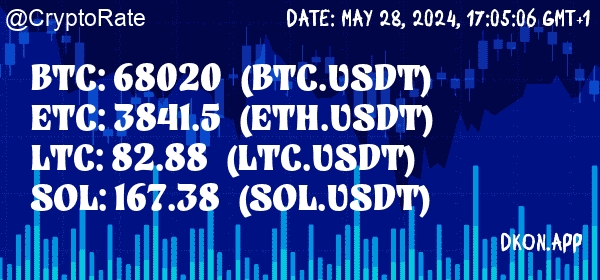 @CryptoRate
DATE: MAY 28, 2024, 17:05:06 GMT+1
BTC: 68020 (BTC.USDT)
ETC: 3841.5 (ETH.USDT)
LTC: 82.88 (LTC.USDT)
SOL: 167.38 (SOL.USDT)
DKON.APP